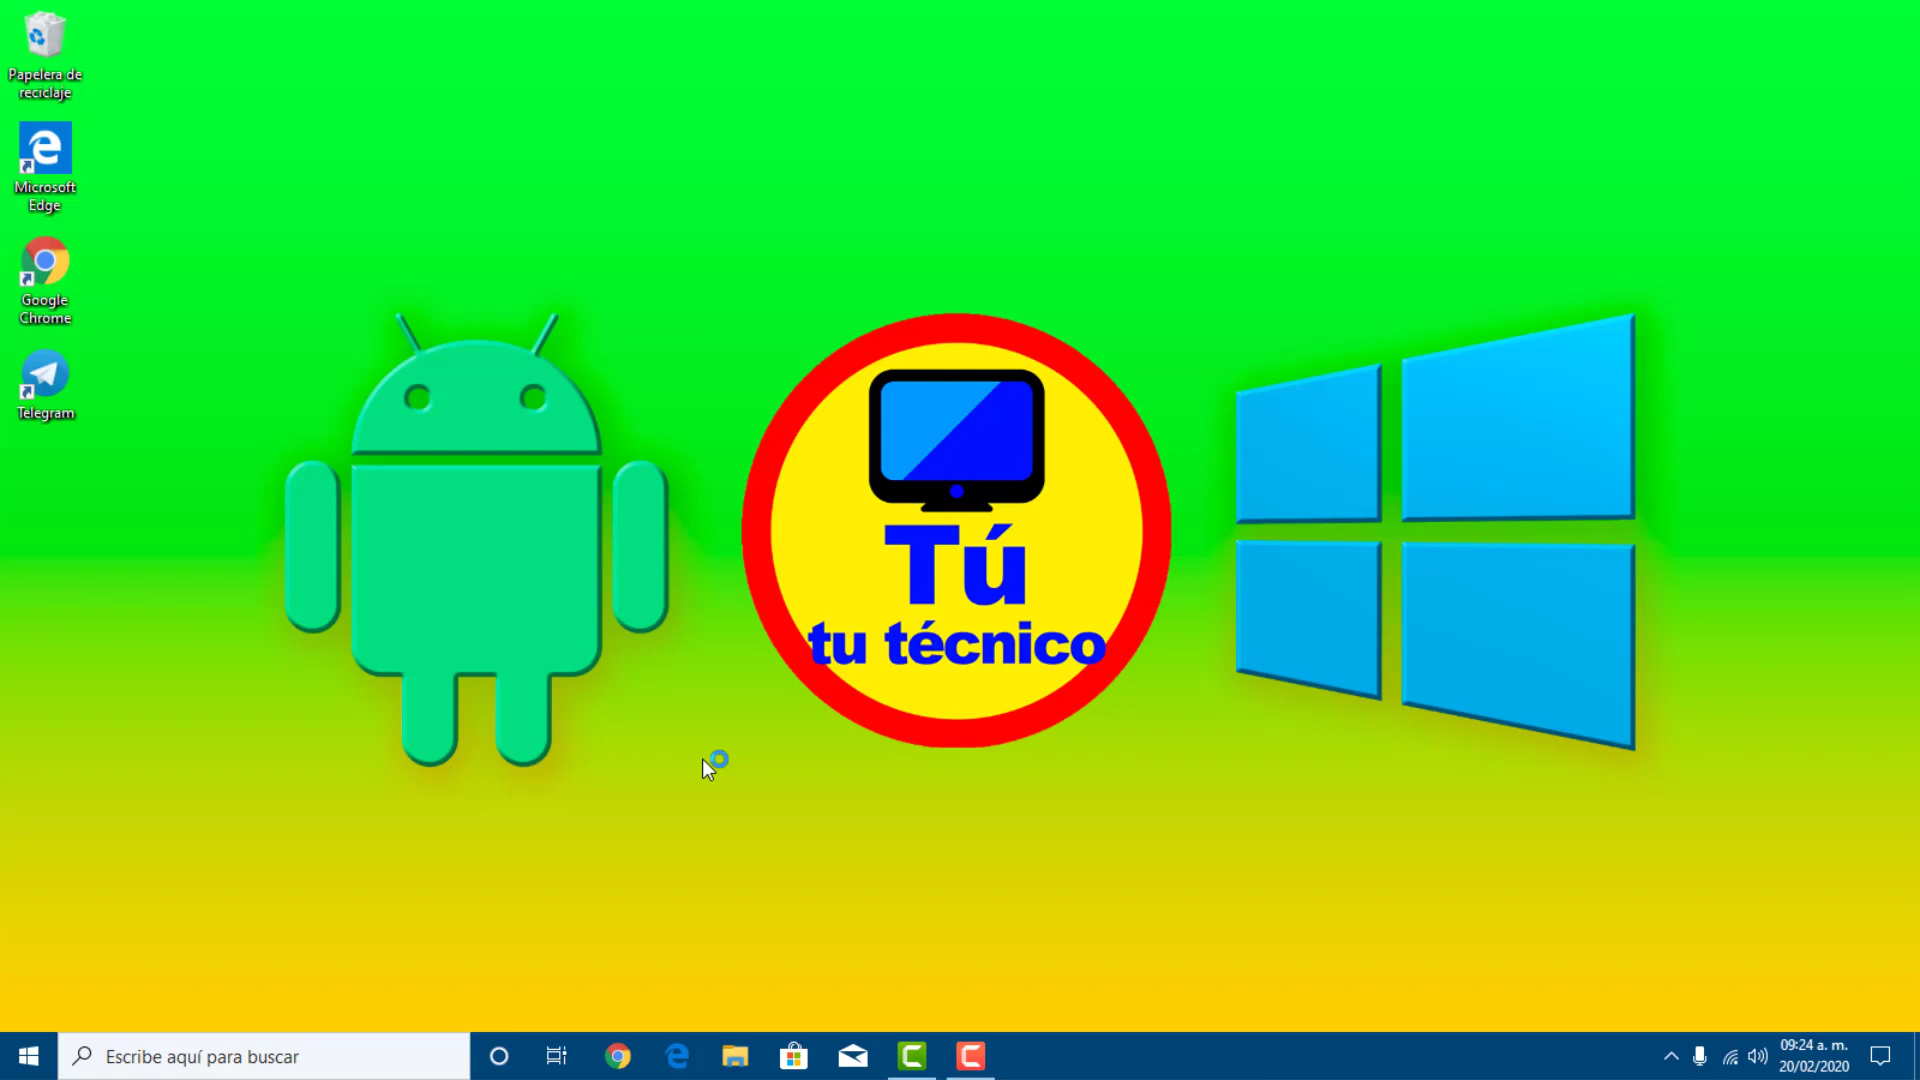 Papelera de
reciclaje
Microsoft
Edge
Google
Chrome
Telegram
Tú
tu técnico
Escribe aquí para buscar
09:24 a. m.
20/02/2020